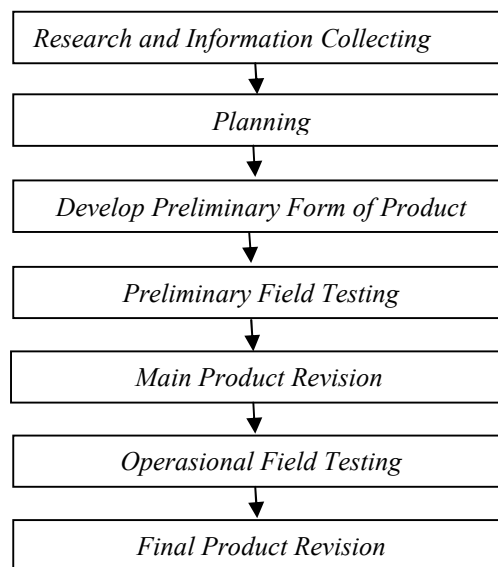 Research and Information Collecting
Planning
Develop Preliminary Form of Product
Preliminary Field Testing
Main Product Revision
Operasional Field Testing
Final Product Revision